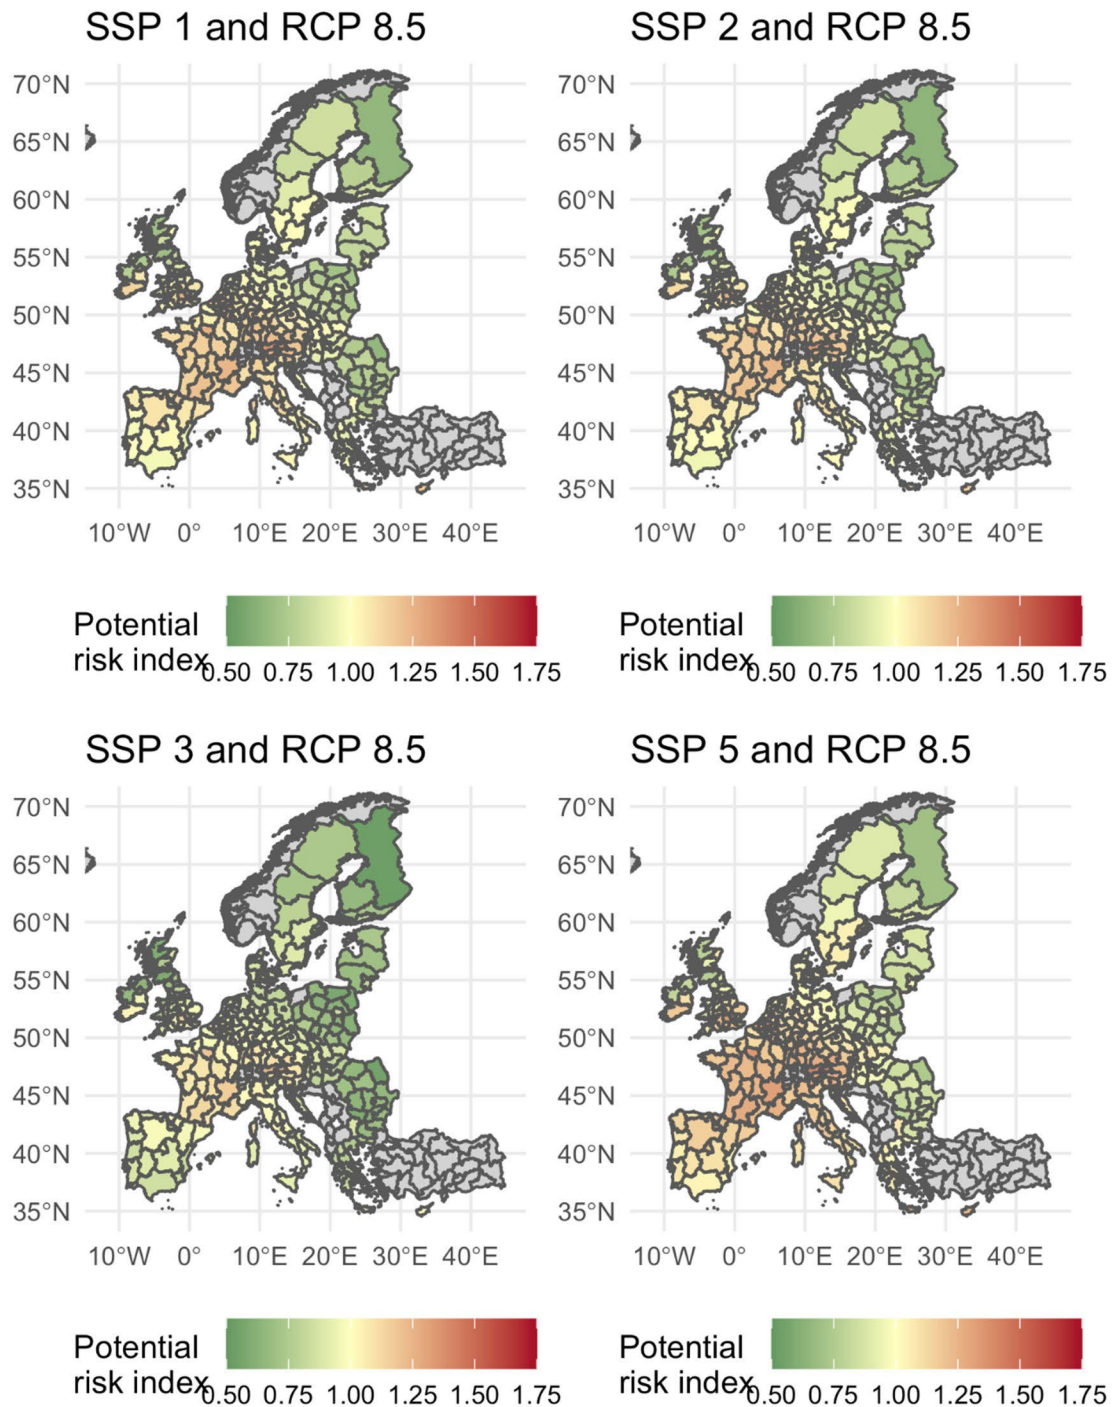 SSP 1 and RCP 8.5
SSP 2 and RCP 8.5
70°N
65°N
60°N
55°N
50°N
45°N
40°N
35°N
10°W 0° 10°E 20°E 30°E 40°E
70°N
65°N
60°N
55°N
50°N
45°N
40°N
35°N
10°W 0° 10°E 20°E 30°E 40°E
Potential
risk index
0.50 0.75 1.00 1.25 1.50 1.75
Potential
risk index
0.50 0.75 1.00 1.25 1.50 1.75
SSP 3 and RCP 8.5
SSP 5 and RCP 8.5
70°N
65°N
60°N
55°N
50°N
45°N
40°N
35°N
10°W 0° 10°E 20°E 30°E 40°E
70°N
65°N
60°N
55°N
50°N
45°N
40°N
35°N
10°W 0° 10°E 20°E 30°E 40°E
Potential
risk index
0.50 0.75 1.00 1.25 1.50 1.75
Potential
risk index
0.50 0.75 1.00 1.25 1.50 1.75